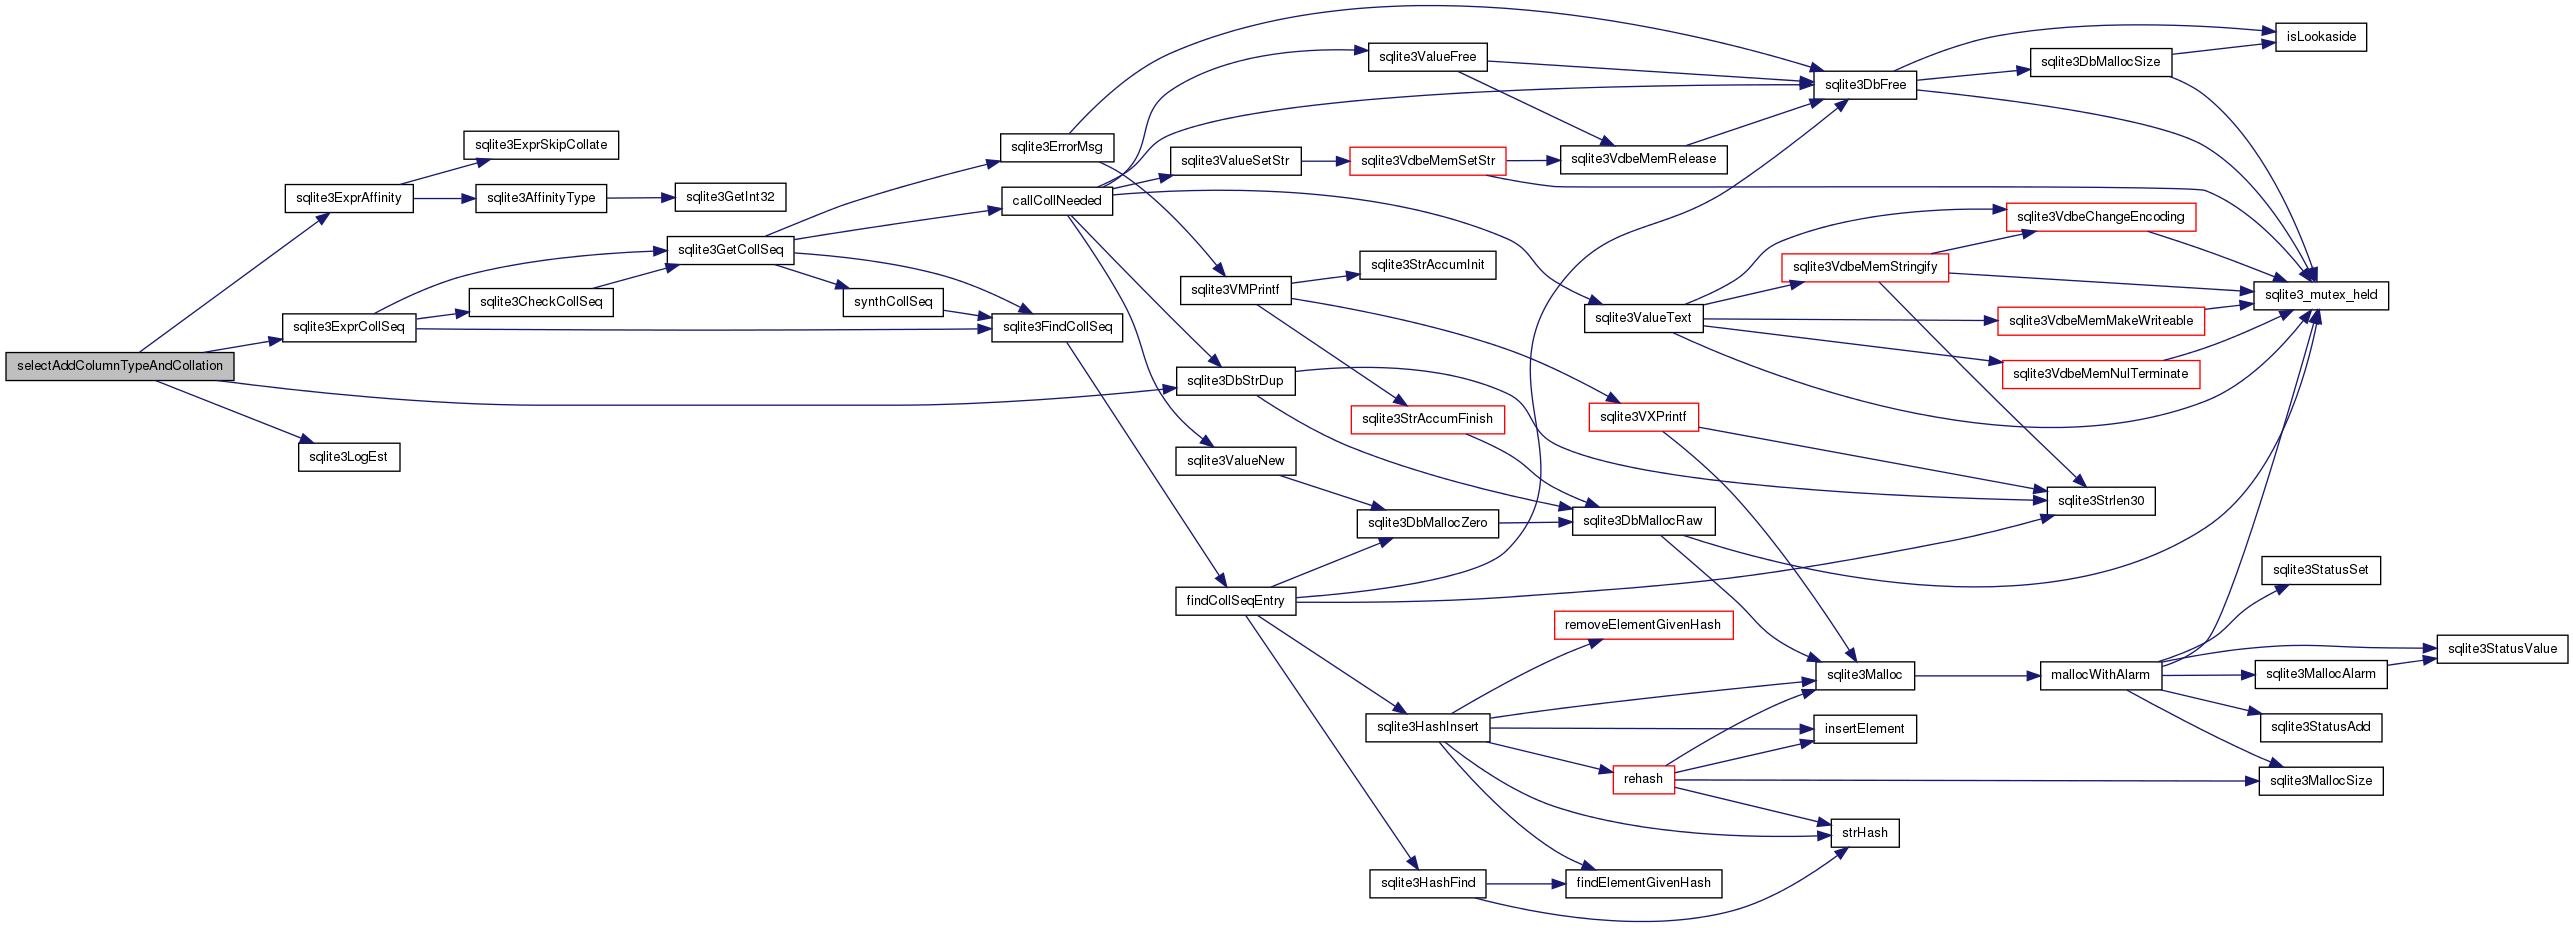 selectAddColumnTypeAndCollation
sqlite3ExprAffinity
sqlite3ExprCollSeq
sqlite3LogEst
sqlite3ExprSkipCollate
sqlite3AffinityType
sqlite3CheckCollSeq
sqlite3GetInt32
sqlite3GetCollSeq
synthCollSeq
sqlite3ErrorMsg
callCollNeeded
sqlite3FindCollSeq
sqlite3ValueSetStr
sqlite3VMPrintf
sqlite3DbStrDup
sqlite3ValueNew
findCollSeqEntry
sqlite3ValueFree
sqlite3VdbeMemSetStr
sqlite3StrAccumInit
sqlite3StrAccumFinish
sqlite3DbMallocZero
sqlite3HashInsert
sqlite3HashFind
sqlite3VdbeMemRelease
sqlite3ValueText
sqlite3VXPrintf
sqlite3DbMallocRaw
removeElementGivenHash
rehash
findElementGivenHash
sqlite3DbFree
sqlite3VdbeMemStringify
sqlite3Malloc
insertElement
strHash
sqlite3DbMallocSize
sqlite3VdbeChangeEncoding
sqlite3VdbeMemMakeWriteable
sqlite3VdbeMemNulTerminate
sqlite3Strlen30
mallocWithAlarm
isLookaside
sqlite3_mutex_held
sqlite3StatusSet
sqlite3MallocAlarm
sqlite3StatusAdd
sqlite3MallocSize
sqlite3StatusValue